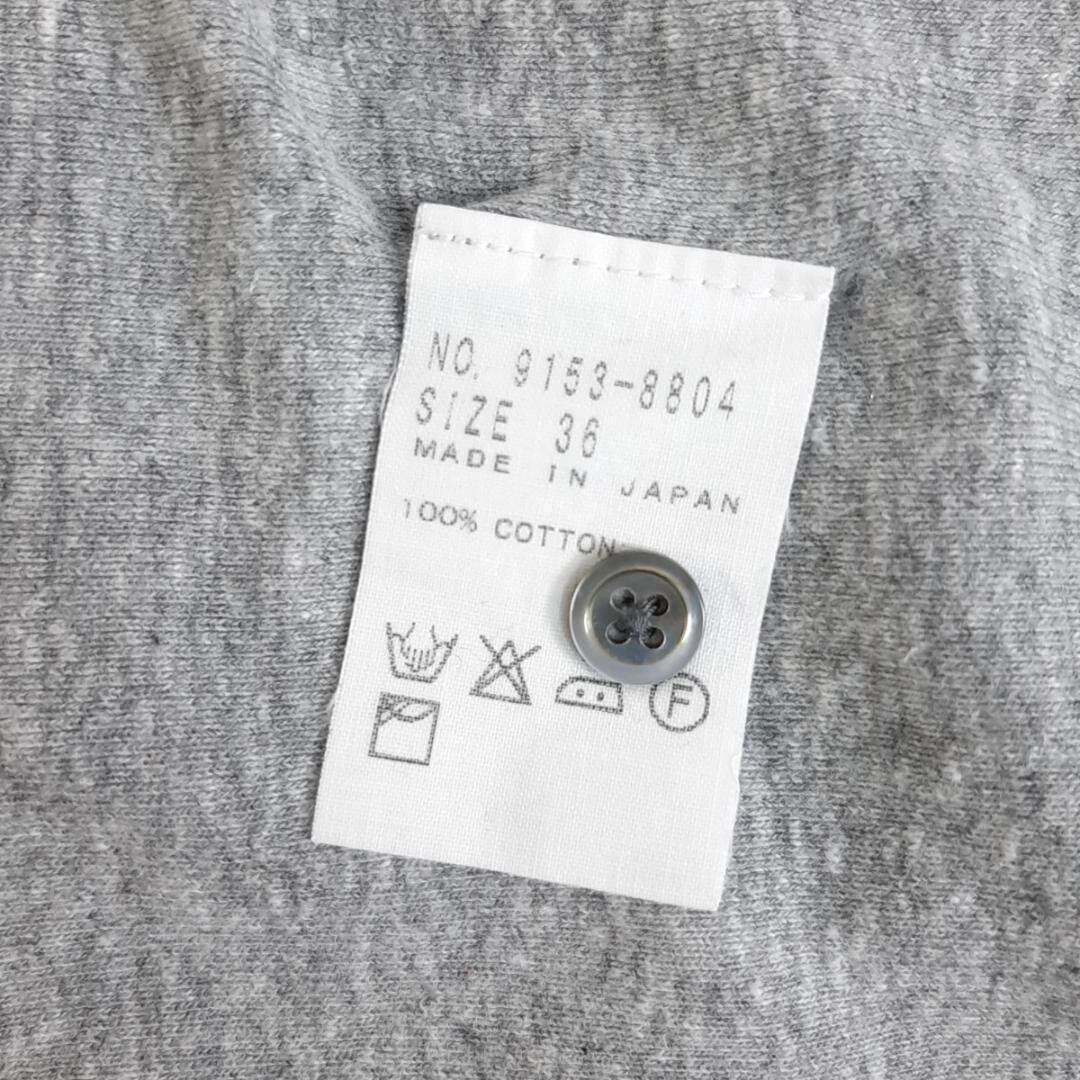 NO. 9153-8804
SIZE 36
MADE IN JAPAN
100% COTTON
F